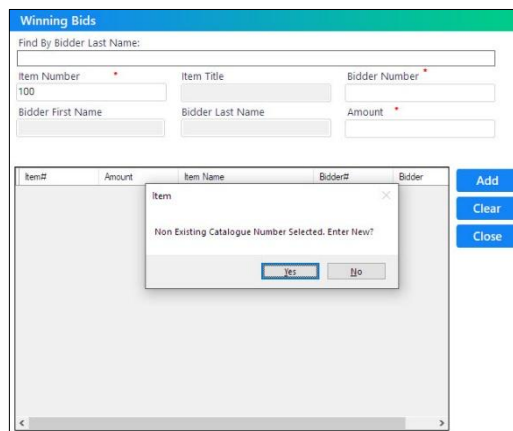 Winning Bids
Find By Bidder Last Name:
Item Number * Item Title Bidder Number *
100
Bidder First Name Bidder Last Name Amount *
Item# Amount Item Name Bidder# Bidder
Add
Item
Clear
Non Existing Catalogue Number Selected. Enter New?
Close
Yes No